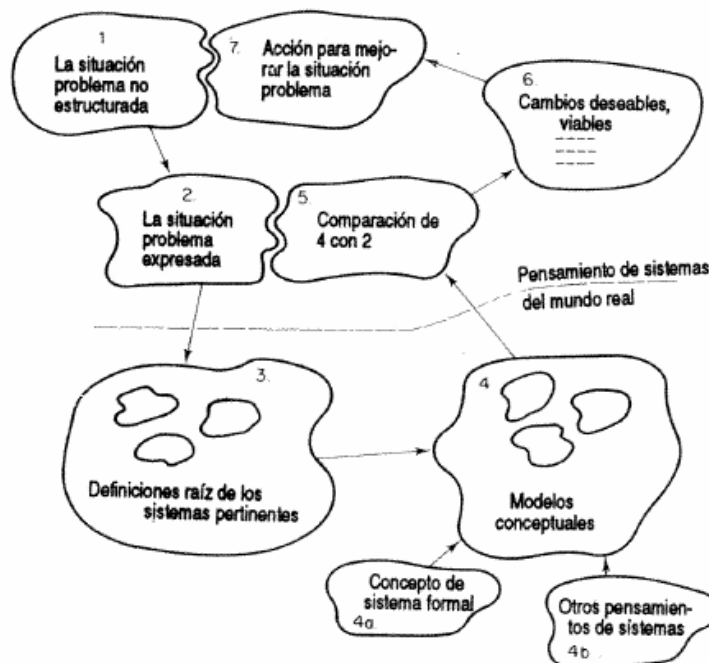 1
La situación
problema no
estructurada
7.
Acción para mejo-
rar la situación
problema
6.
Cambios deseables,
viables
2.
La situación
problema
expresada
5.
Comparación de
4 con 2
Pensamiento de sistemas
del mundo real
3.
Definiciones raíz de los
sistemas pertinentes
4
Modelos
conceptuales
Concepto de
sistema formal
4a
Otros pensamien-
tos de sistemas
4b